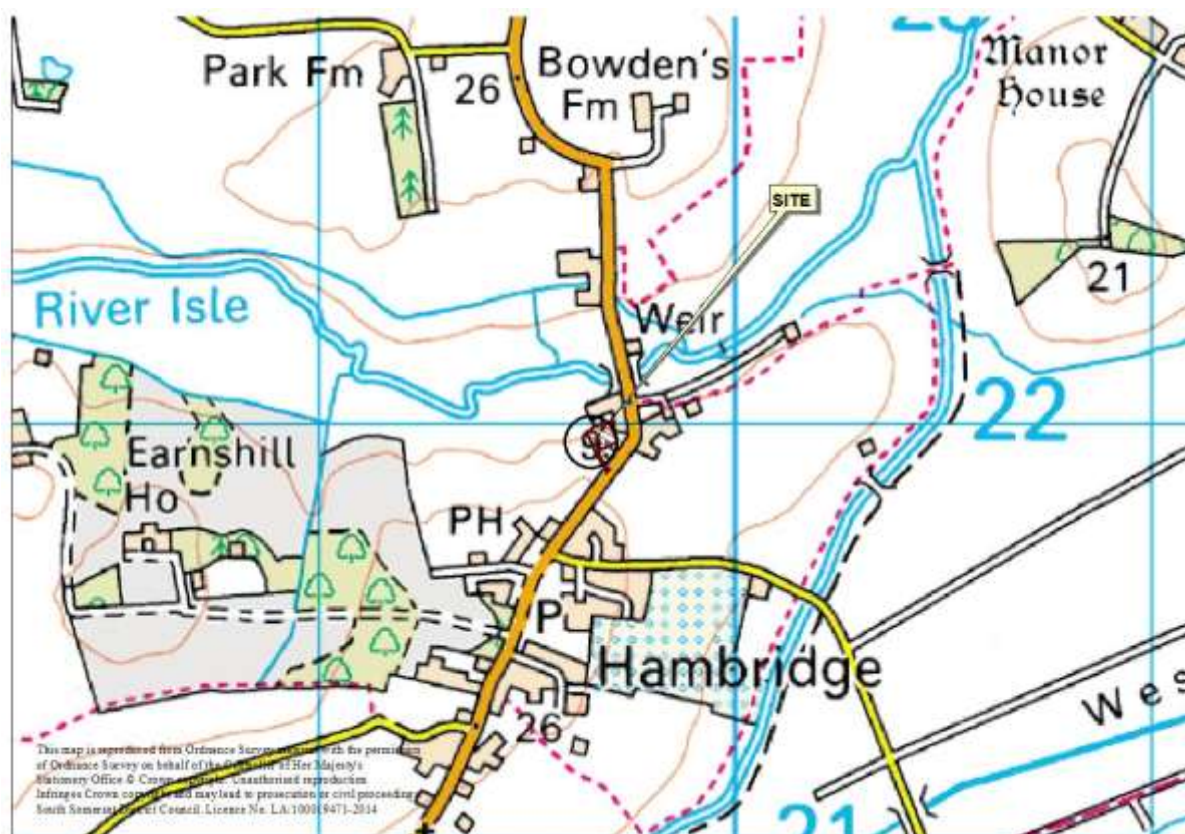 Park Fm
26
Bowden's
Fm
Manor
House
SITE
River Isle
Weir
21
22
Earnshill
Ho
PH
P
Hambridge
26
Wes
21
This map is reproduced from Ordnance Survey material with the permission
of Ordnance Survey on behalf of the Controller of Her Majesty's
Stationery Office © Crown copyright. Unauthorised reproduction
infringes Crown copyright and may lead to prosecution or civil proceedings
South Somerset District Council. Licence No. LA 100019471-2014